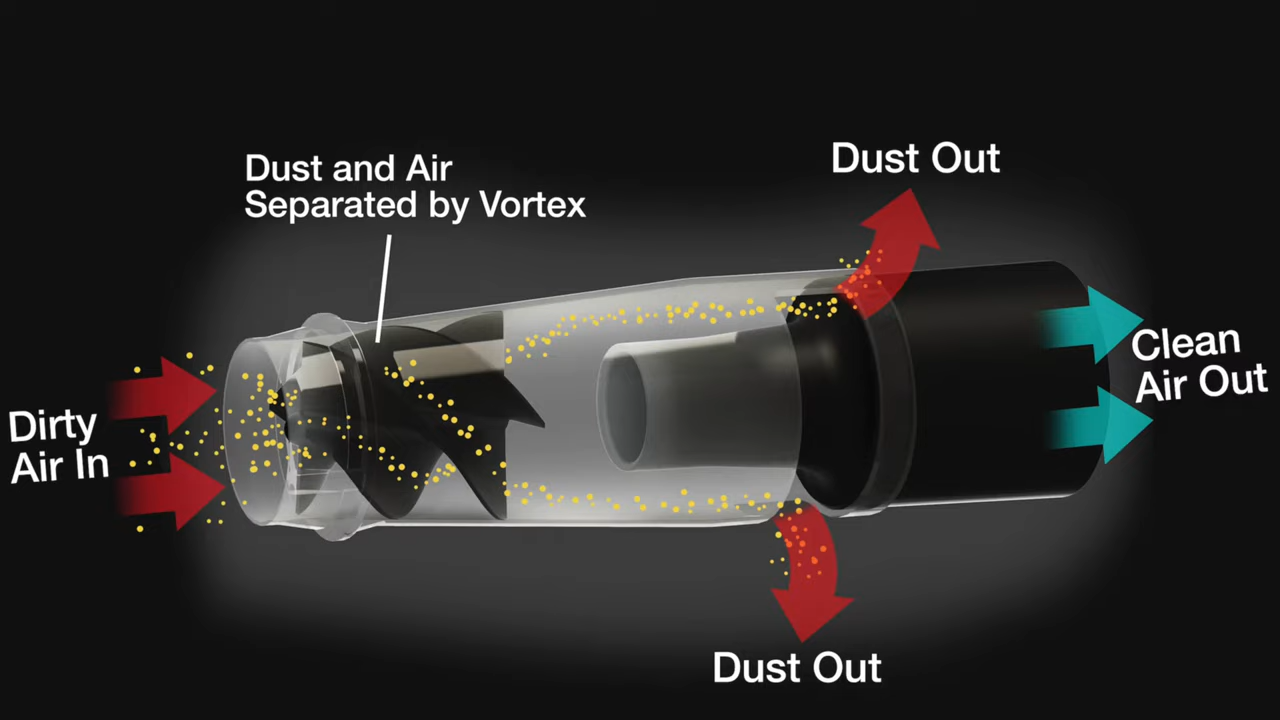 Dust and Air
Separated by Vortex
Dust Out
Dirty
Air In
Clean
Air Out
Dust Out